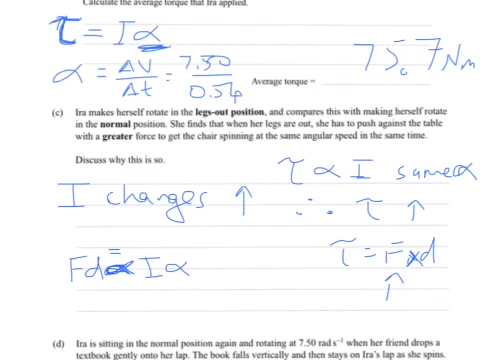 Calculate the average torque that Ira applied.
τ = Iα
α = ΔV/Δt = 7.50/0.54
75.7 Nm
Average torque =
(c) Ira makes herself rotate in the legs-out position, and compares this with making herself rotate
in the normal position. She finds that when her legs are out, she has to push against the table
with a greater force to get the chair spinning at the same angular speed in the same time.
Discuss why this is so.
τ ∝ I same α
I changes ↑ ∴ τ ↑
Fd = Iα
τ = F×d
↑
(d) Ira is sitting in the normal position again and rotating at 7.50 rad s⁻¹ when her friend drops a
textbook gently onto her lap. The book falls vertically and then stays on Ira's lap as she spins.